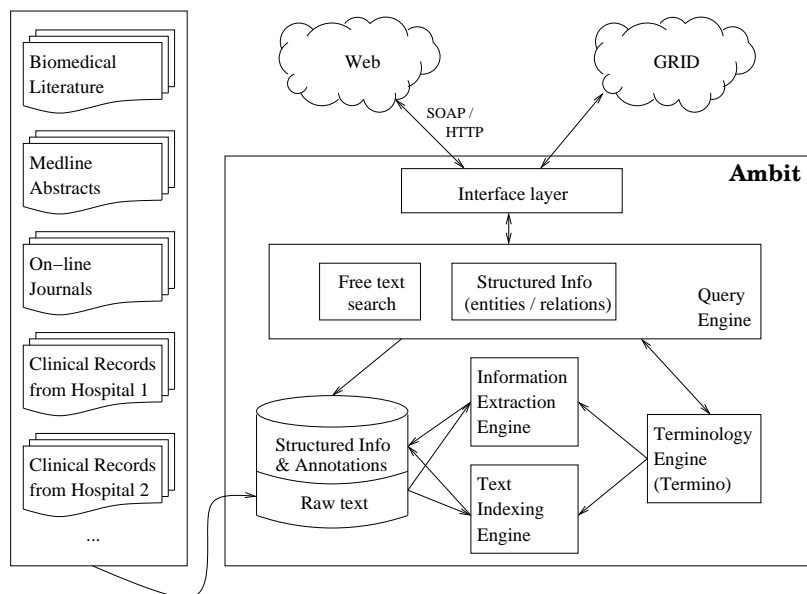 Biomedical
Literature
Medline
Abstracts
On−line
Journals
Clinical Records
from Hospital 1
Clinical Records
from Hospital 2
...
Web
GRID
SOAP /
HTTP
Ambit
Interface layer
Free text
search
Structured Info
(entities / relations)
Query
Engine
Structured Info
& Annotations
Raw text
Information
Extraction
Engine
Text
Indexing
Engine
Terminology
Engine
(Termino)